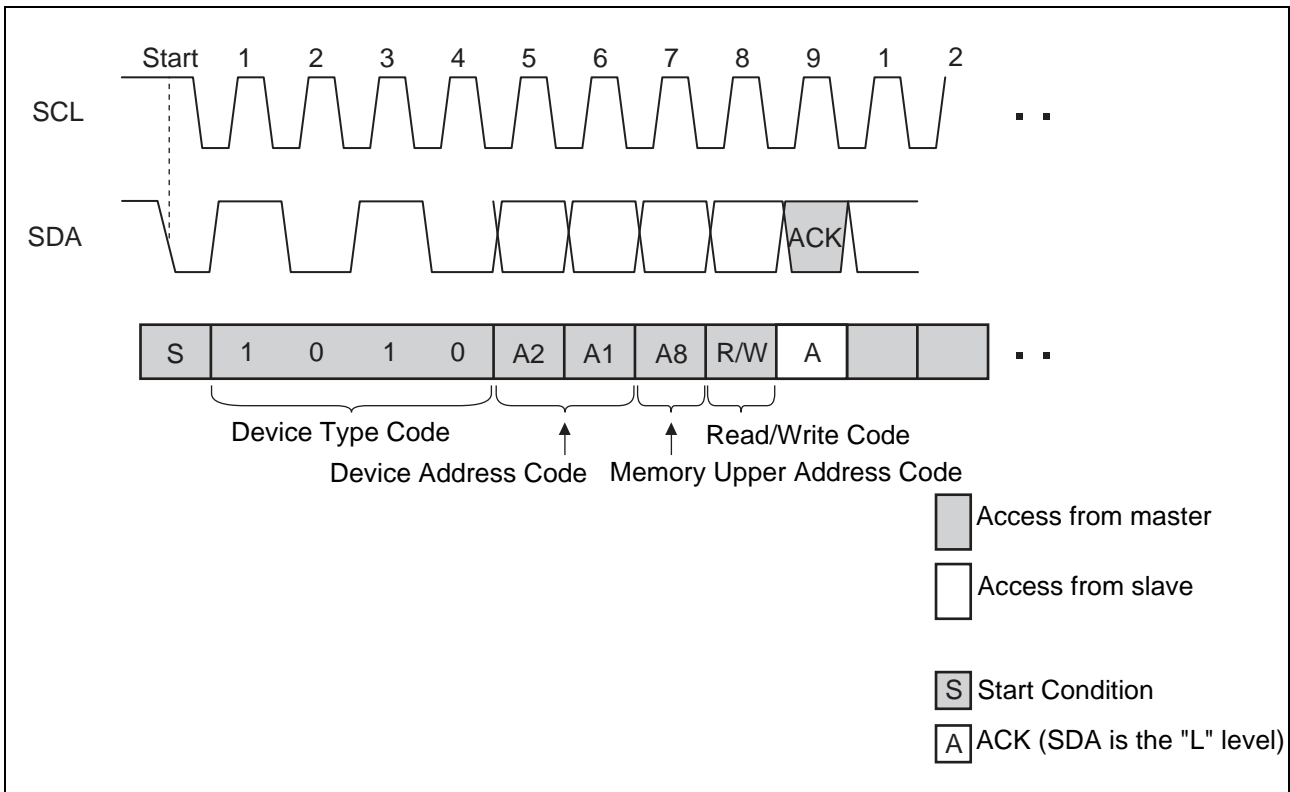 Start 1 2 3 4 5 6 7 8 9 1 2
SCL
SDA
ACK
S 1 0 1 0 A2 A1 A8 R/W A
Device Type Code
Read/Write Code
Device Address Code
Memory Upper Address Code
Access from master
Access from slave
S Start Condition
A ACK (SDA is the "L" level)